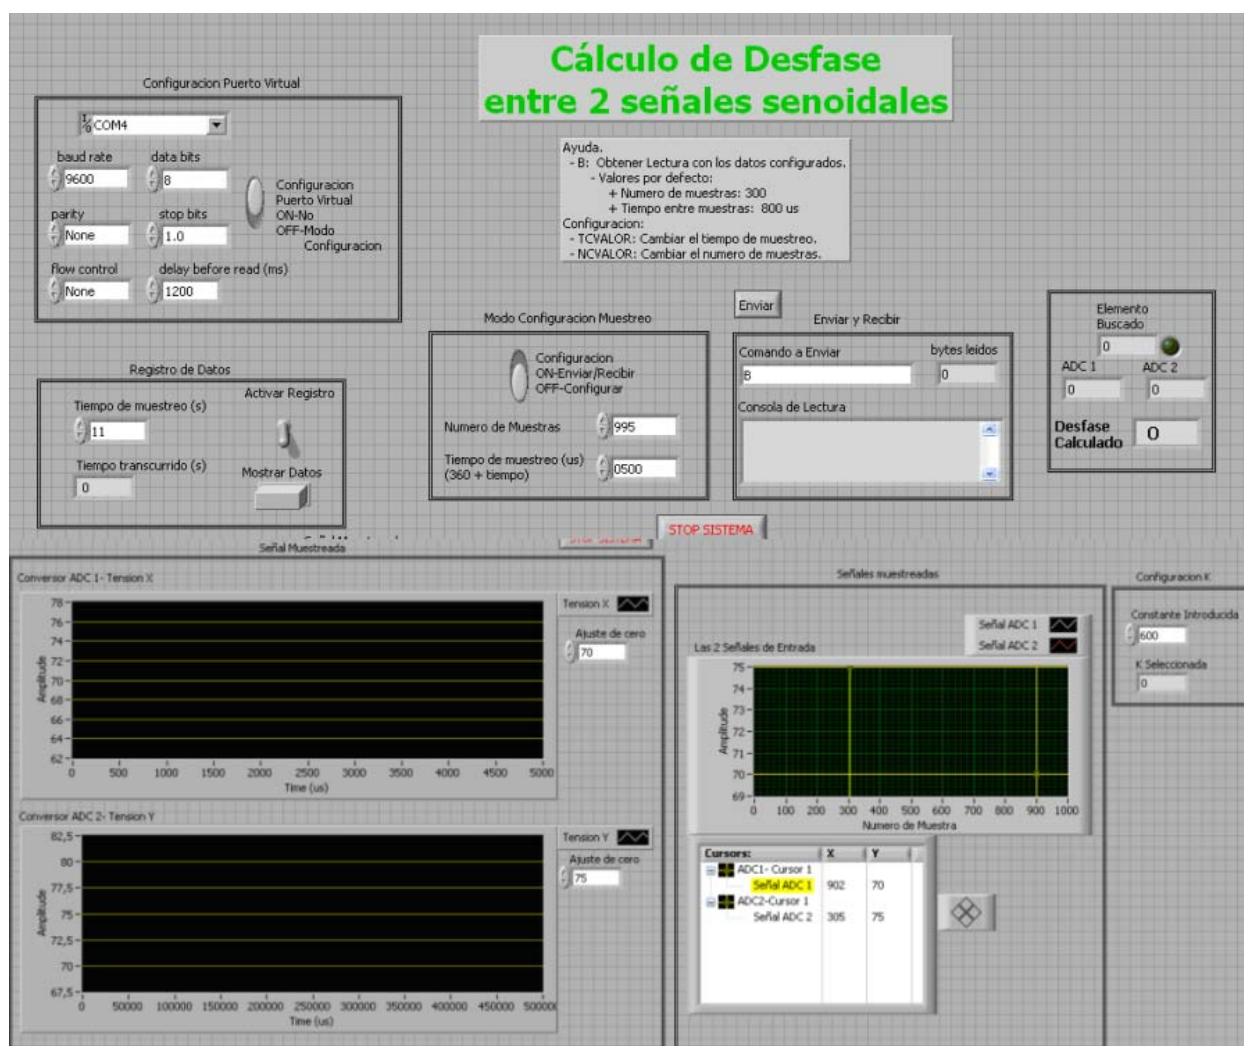 Cálculo de Desfase
entre 2 señales senoidales
Configuracion Puerto Virtual
COM4
baud rate
data bits
9600
8
Configuracion
Puerto Virtual
ON-No
OFF-Modo
Configuracion
parity
stop bits
None
1.0
flow control
delay before read (ms)
None
1200
Ayuda.
- B: Obtener Lectura con los datos configurados.
- Valores por defecto:
+ Numero de muestras: 300
+ Tiempo entre muestras: 800 us
Configuracion:
- TCVALOR: Cambiar el tiempo de muestreo.
- NCVALOR: Cambiar el numero de muestras.
Registro de Datos
Tiempo de muestreo (s)
11
Activar Registro
Tiempo transcurrido (s)
0
Mostrar Datos
Modo Configuracion Muestreo
Configuracion
ON-Enviar/Recibir
OFF-Configurar
Numero de Muestras
995
Tiempo de muestreo (us)
(360 + tiempo)
0500
Enviar
Enviar y Recibir
Comando a Enviar
bytes leidos
B
0
Consola de Lectura
Elemento
Buscado
0
ADC 1
ADC 2
0
0
Desfase
Calculado
0
STOP SISTEMA
Señal Muestreada
Conversor ADC 1- Tension X
Tension X
Ajuste de cero
70
Amplitude
78
76
74
72
70
68
66
64
62
0 500 1000 1500 2000 2500 3000 3500 4000 4500 5000
Time (us)
Conversor ADC 2- Tension Y
Tension Y
Ajuste de cero
75
Amplitude
82,5
80
77,5
75
72,5
70
67,5
0 50000 100000 150000 200000 250000 300000 350000 400000 450000 500000
Time (us)
Señales muestreadas
Señal ADC 1
Señal ADC 2
Las 2 Señales de Entrada
Amplitude
75
74
73
72
71
70
69
0 100 200 300 400 500 600 700 800 900 1000
Numero de Muestra
Cursors: X Y
ADC1- Cursor 1
Señal ADC 1 902 70
ADC2-Cursor 1
Señal ADC 2 305 75
Configuracion K
Constante Introducida
600
K Seleccionada
0